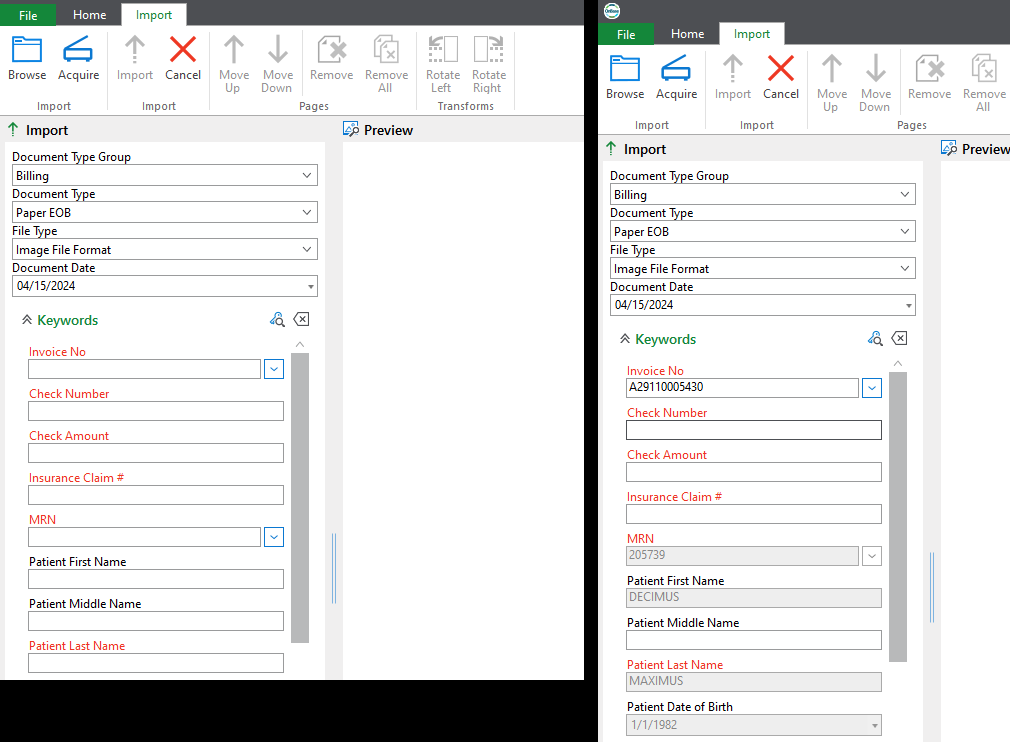 File Home Import
Browse Acquire Import Cancel Move Up Move Down Remove Remove All Rotate Left Rotate Right
Import Import Pages Transforms
Import
Preview
Document Type Group
Billing
Document Type
Paper EOB
File Type
Image File Format
Document Date
04/15/2024
Keywords
Invoice No
Check Number
Check Amount
Insurance Claim #
MRN
Patient First Name
Patient Middle Name
Patient Last Name
OnBase
File Home Import
Browse Acquire Import Cancel Move Up Move Down Remove Remove All
Import Import Pages
Import
Preview
Document Type Group
Billing
Document Type
Paper EOB
File Type
Image File Format
Document Date
04/15/2024
Keywords
Invoice No
A29110005430
Check Number
Check Amount
Insurance Claim #
MRN
205739
Patient First Name
DECIMUS
Patient Middle Name
Patient Last Name
MAXIMUS
Patient Date of Birth
1/1/1982